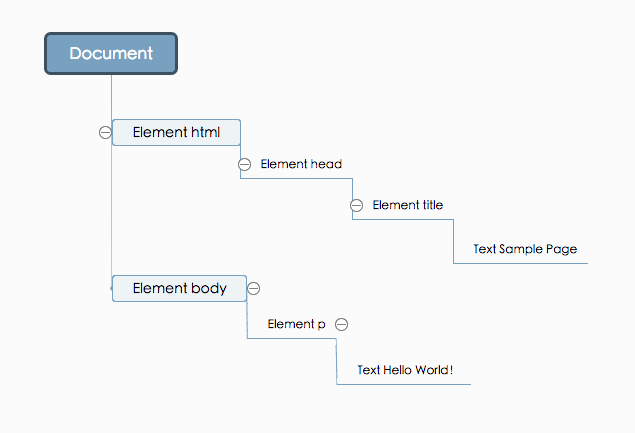 Document
Element html
Element head
Element title
Text Sample Page
Element body
Element p
Text Hello World!